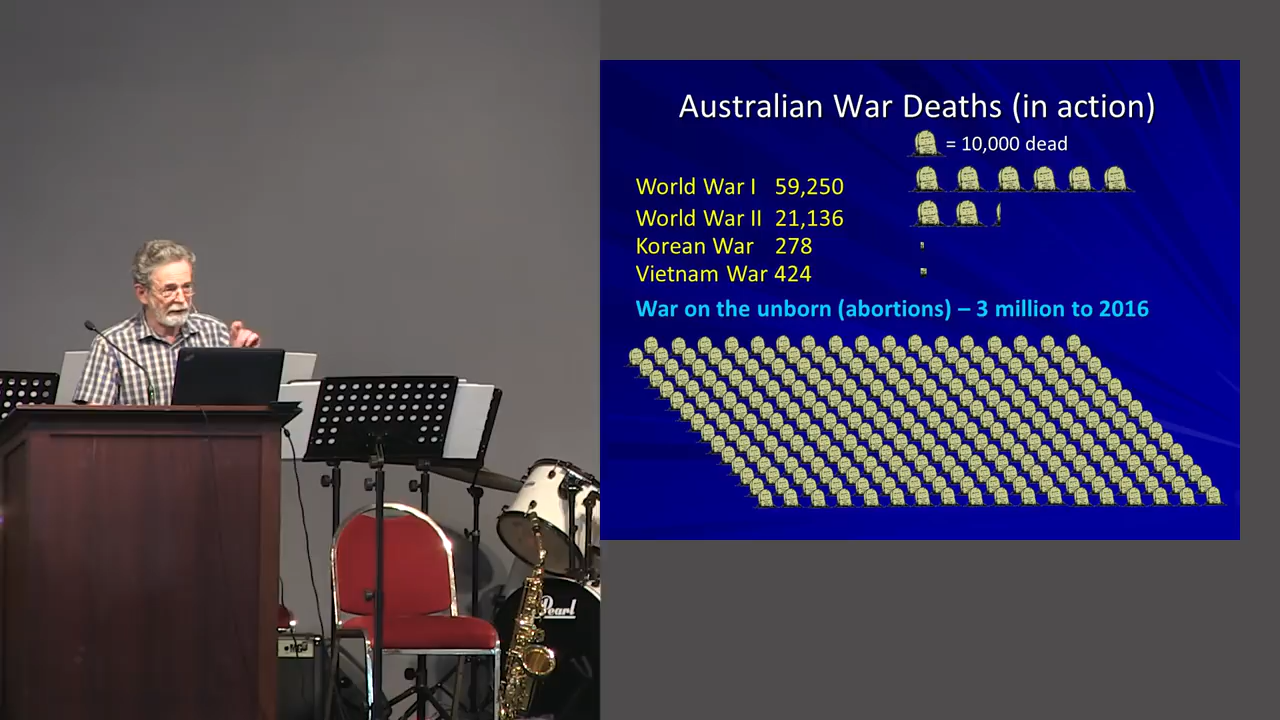 Australian War Deaths (in action)
= 10,000 dead
World War I 59,250
World War II 21,136
Korean War 278
Vietnam War 424
War on the unborn (abortions) – 3 million to 2016
Pearl